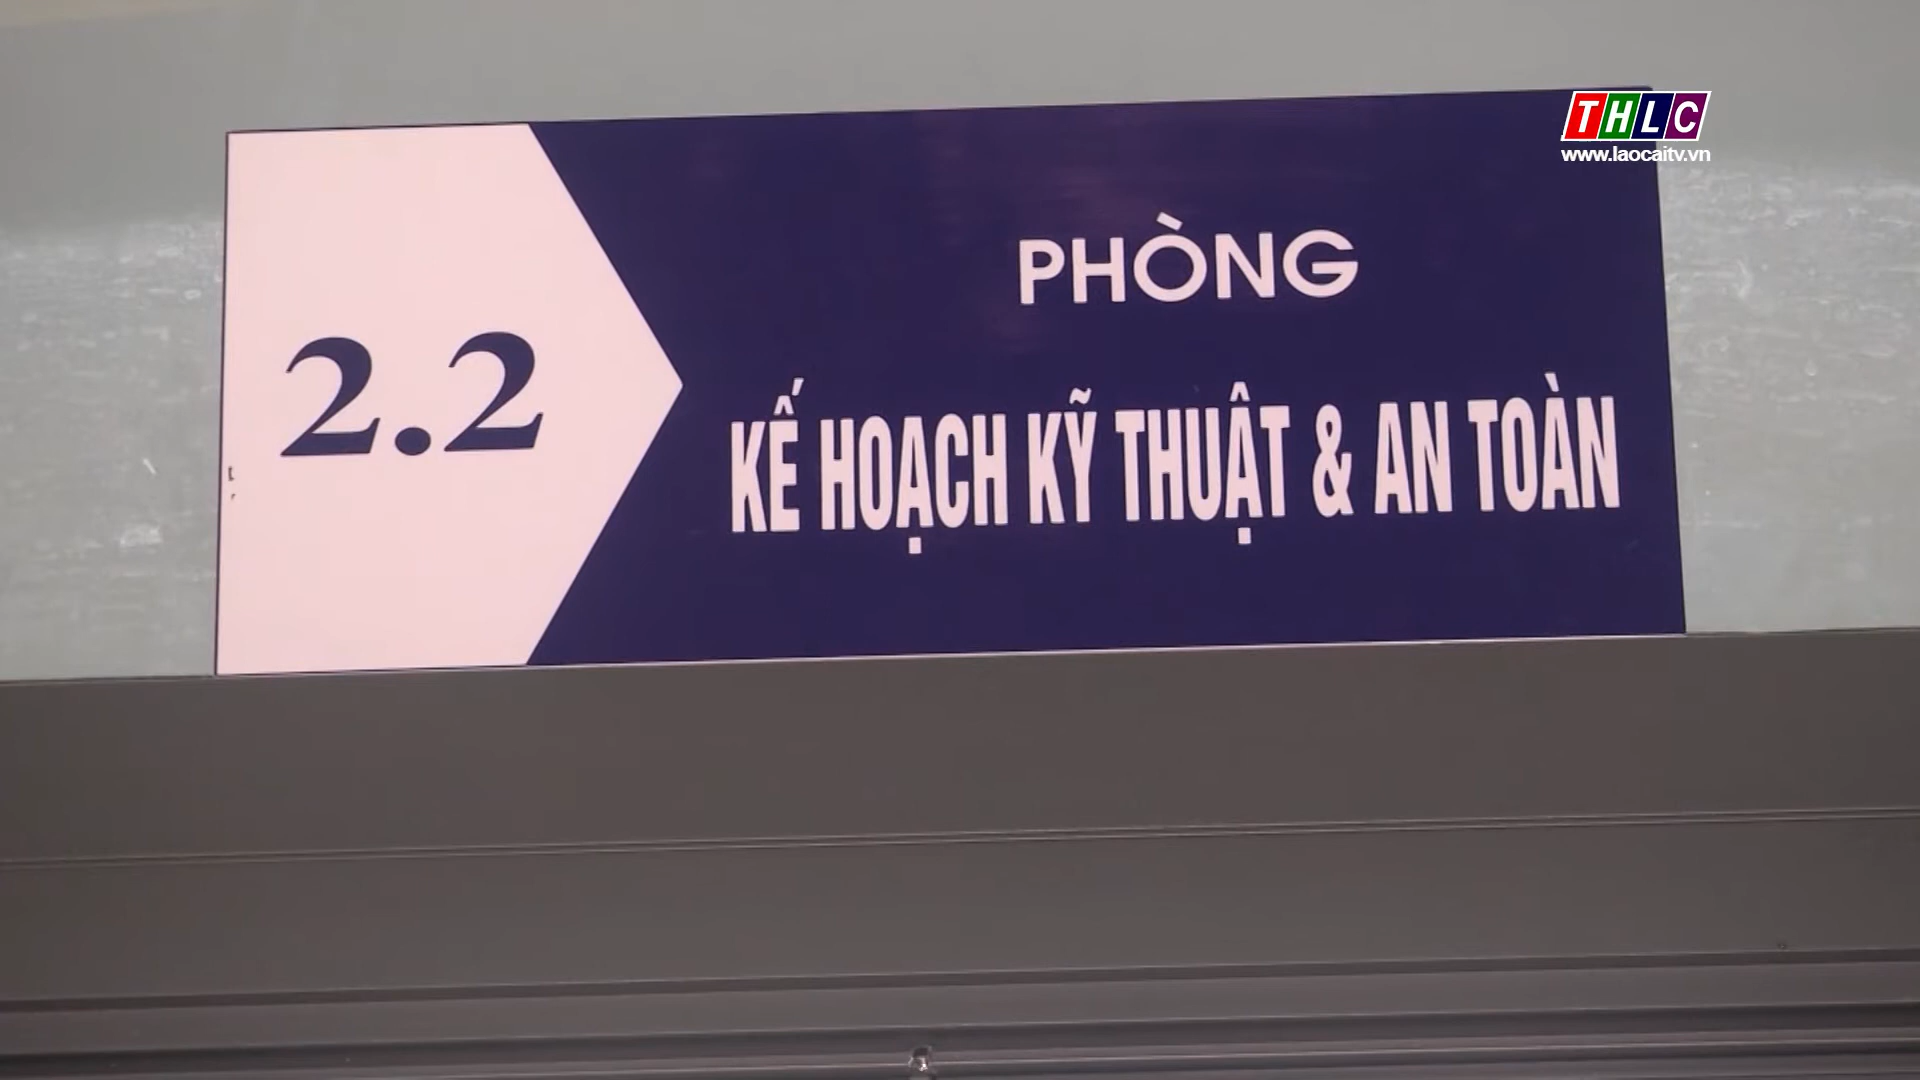 THLC
www.laocaitv.vn
2.2
PHÒNG
KẾ HOẠCH KỸ THUẬT & AN TOÀN